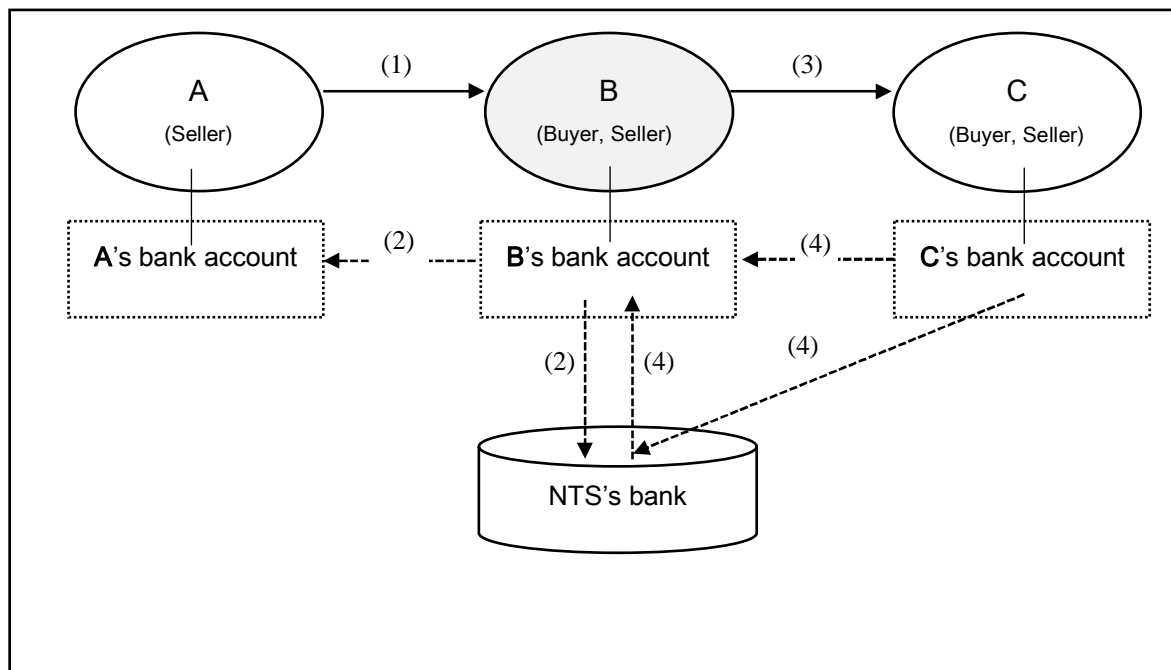 (1)
(3)
A
B
C
(Seller)
(Buyer, Seller)
(Buyer, Seller)
(2)
(4)
A's bank account
B's bank account
C's bank account
(2)
(4)
(4)
NTS's bank